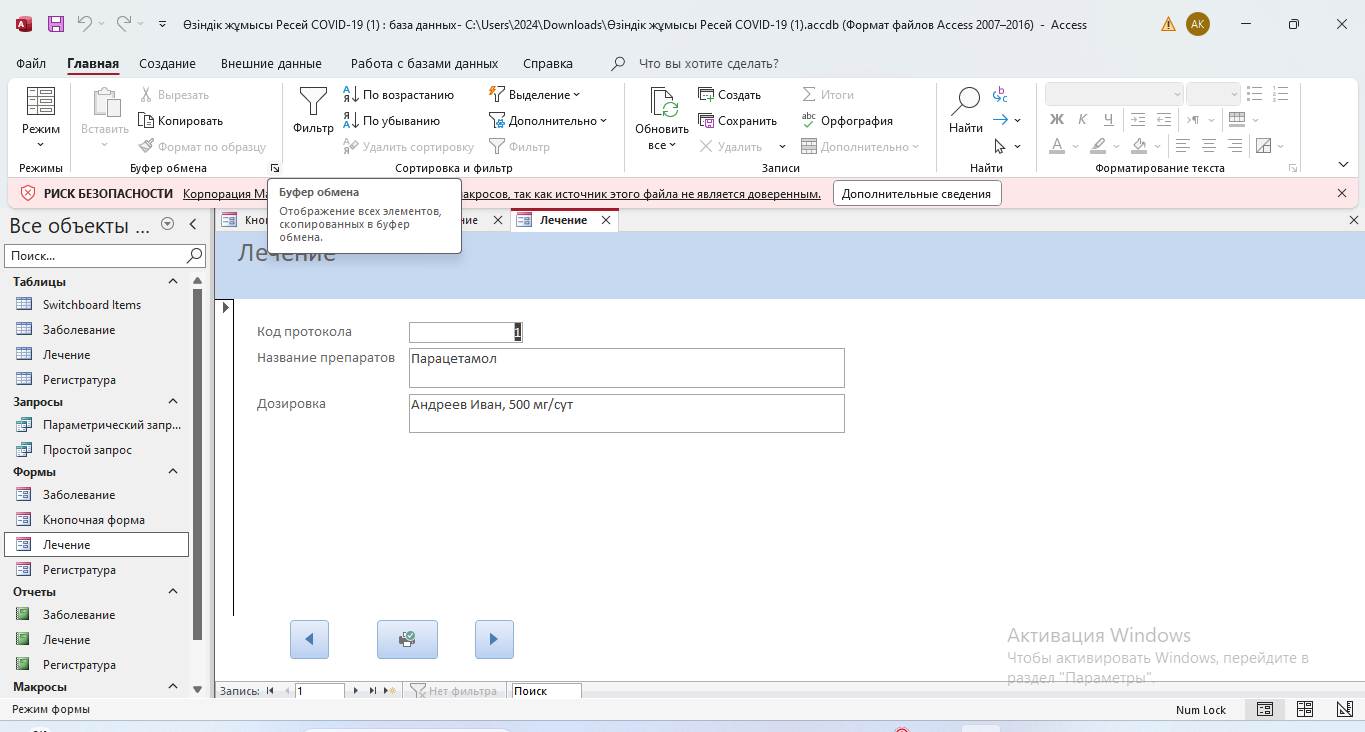 Өзіндік жұмысы Ресей COVID-19 (1) : база данных- C:\Users\2024\Downloads\Өзіндік жұмысы Ресей COVID-19 (1).accdb (Формат файлов Access 2007–2016) - Access
АК
Файл Главная Создание Внешние данные Работа с базами данных Справка Что вы хотите сделать?
Режим
Режимы
Вставить
Вырезать
Копировать
Формат по образцу
Буфер обмена
Фильтр
По возрастанию
По убыванию
Удалить сортировку
Выделение
Дополнительно
Фильтр
Сортировка и фильтр
Обновить
все
Создать
Сохранить
Удалить
Итоги
Орфография
Дополнительно
Записи
Найти
Найти
Ж К Ч
Форматирование текста
РИСК БЕЗОПАСНОСТИ Корпорация Ма
макросов, так как источник этого файла не является доверенным.
Дополнительные сведения
Буфер обмена
Отображение всех элементов,
скопированных в буфер
обмена.
Все объекты ...
Поиск...
Таблицы
Switchboard Items
Заболевание
Лечение
Регистратура
Запросы
Параметрический запр...
Простой запрос
Формы
Заболевание
Кнопочная форма
Лечение
Регистратура
Отчеты
Заболевание
Лечение
Регистратура
Макросы
Кно
ние
Лечение
Лечение
Код протокола 1
Название препаратов Парацетамол
Дозировка Андреев Иван, 500 мг/сут
Активация Windows
Чтобы активировать Windows, перейдите в
раздел "Параметры".
Запись: 1 Нет фильтра Поиск
Режим формы
Num Lock